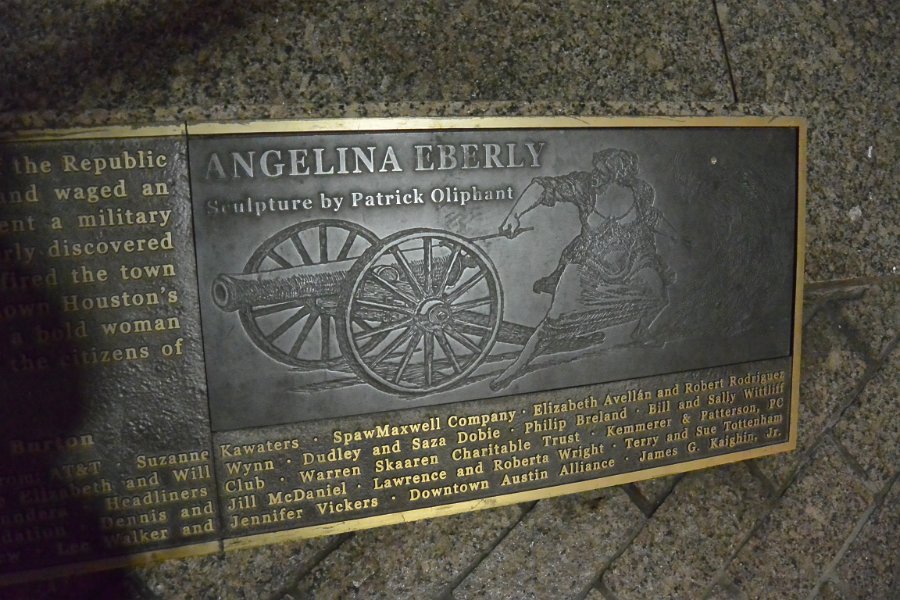 the Republic
and waged an
ent a military
rly discovered
fired the town
own Houston's
a bold woman
the citizens of
ANGELINA EBERLY
Sculpture by Patrick Oliphant
Burton
rom, AT&T · Suzanne Kawaters · SpawMaxwell Company · Elizabeth Avellán and Robert Rodriguez
Elizabeth and Will Wynn · Dudley and Saza Dobie · Philip Breland · Bill and Sally Wittliff
Headliners Club · Warren Skaaren Charitable Trust · Kemmerer & Patterson, PC
Dennis and Jill McDaniel · Lawrence and Roberta Wright · Terry and Sue Tottenham
Lee Walker and Jennifer Vickers · Downtown Austin Alliance · James G. Kaighin, Jr.